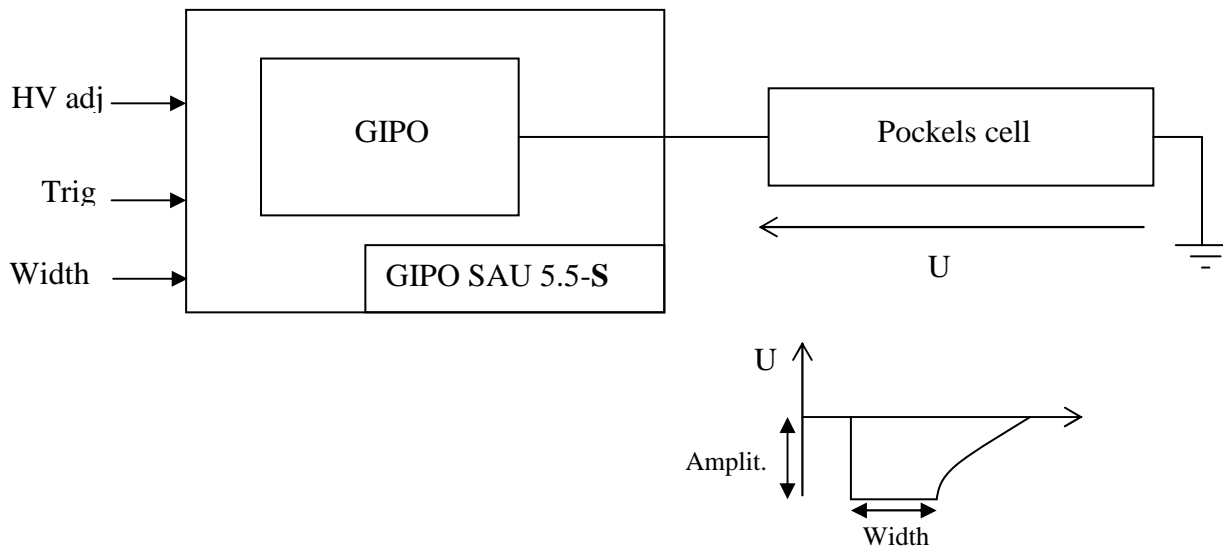 HV adj
GIPO
Pockels cell
Trig
Width
GIPO SAU 5.5-S
U
U
Amplit.
Width